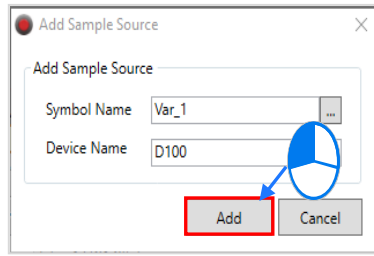 Add Sample Source
Add Sample Source
Symbol Name Var_1 ...
Device Name D100
Add Cancel